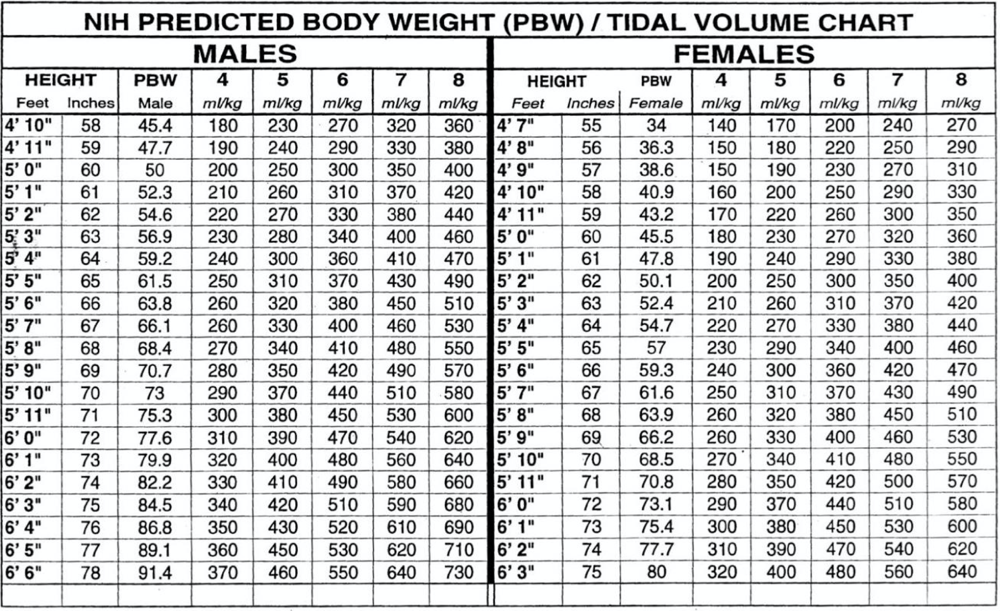 NIH PREDICTED BODY WEIGHT (PBW) / TIDAL VOLUME CHART
MALES FEMALES
HEIGHT PBW 4 5 6 7 8 HEIGHT PBW 4 5 6 7 8
Feet Inches Male ml/kg ml/kg ml/kg ml/kg ml/kg Feet Inches Female ml/kg ml/kg ml/kg ml/kg ml/kg
4' 10" 58 45.4 180 230 270 320 360 4' 7" 55 34 140 170 200 240 270
4' 11" 59 47.7 190 240 290 330 380 4' 8" 56 36.3 150 180 220 250 290
5' 0" 60 50 200 250 300 350 400 4' 9" 57 38.6 150 190 230 270 310
5' 1" 61 52.3 210 260 310 370 420 4' 10" 58 40.9 160 200 250 290 330
5' 2" 62 54.6 220 270 330 380 440 4' 11" 59 43.2 170 220 260 300 350
5' 3" 63 56.9 230 280 340 400 460 5' 0" 60 45.5 180 230 270 320 360
5' 4" 64 59.2 240 300 360 410 470 5' 1" 61 47.8 190 240 290 330 380
5' 5" 65 61.5 250 310 370 430 490 5' 2" 62 50.1 200 250 300 350 400
5' 6" 66 63.8 260 320 380 450 510 5' 3" 63 52.4 210 260 310 370 420
5' 7" 67 66.1 260 330 400 460 530 5' 4" 64 54.7 220 270 330 380 440
5' 8" 68 68.4 270 340 410 480 550 5' 5" 65 57 230 290 340 400 460
5' 9" 69 70.7 280 350 420 490 570 5' 6" 66 59.3 240 300 360 420 470
5' 10" 70 73 290 370 440 510 580 5' 7" 67 61.6 250 310 370 430 490
5' 11" 71 75.3 300 380 450 530 600 5' 8" 68 63.9 260 320 380 450 510
6' 0" 72 77.6 310 390 470 540 620 5' 9" 69 66.2 260 330 400 460 530
6' 1" 73 79.9 320 400 480 560 640 5' 10" 70 68.5 270 340 410 480 550
6' 2" 74 82.2 330 410 490 580 660 5' 11" 71 70.8 280 350 420 500 570
6' 3" 75 84.5 340 420 510 590 680 6' 0" 72 73.1 290 370 440 510 580
6' 4" 76 86.8 350 430 520 610 690 6' 1" 73 75.4 300 380 450 530 600
6' 5" 77 89.1 360 450 530 620 710 6' 2" 74 77.7 310 390 470 540 620
6' 6" 78 91.4 370 460 550 640 730 6' 3" 75 80 320 400 480 560 640